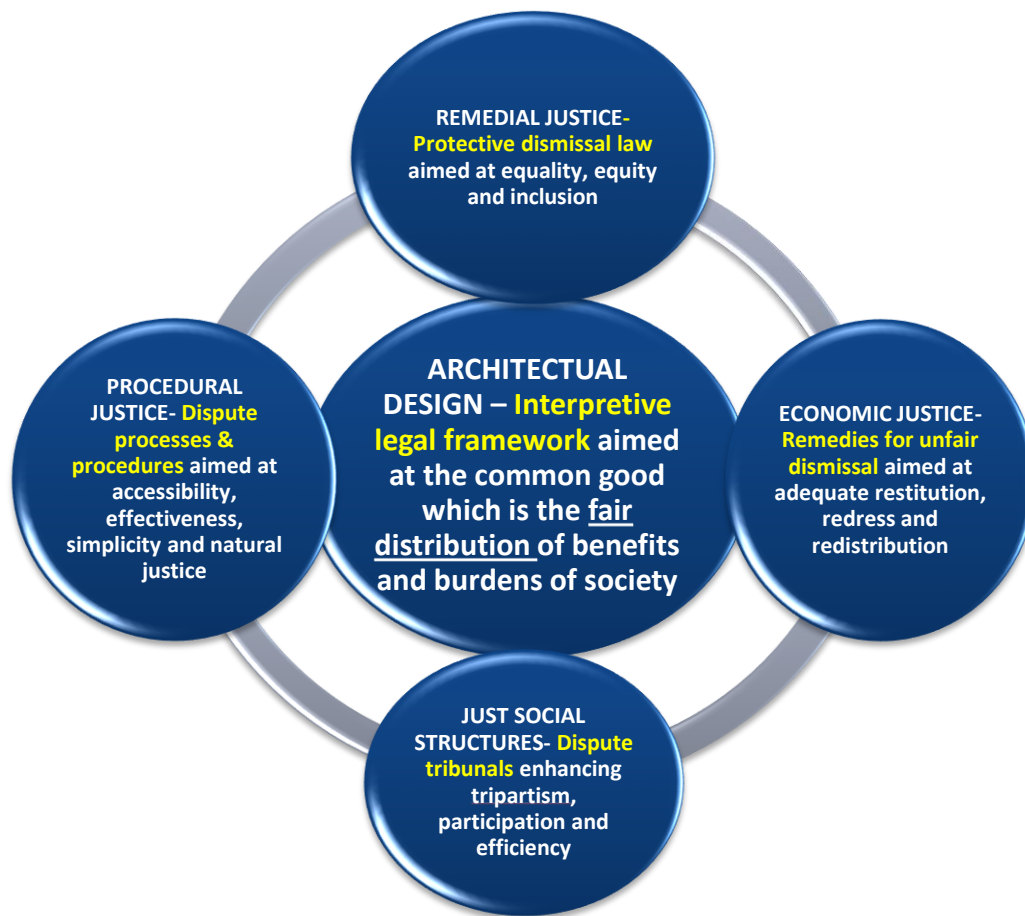 REMEDIAL JUSTICE-
Protective dismissal law
aimed at equality, equity
and inclusion
PROCEDURAL
JUSTICE- Dispute
processes &
procedures aimed at
accessibility,
effectiveness,
simplicity and natural
justice
ARCHITECTUAL
DESIGN – Interpretive
legal framework aimed
at the common good
which is the fair
distribution of benefits
and burdens of society
ECONOMIC JUSTICE-
Remedies for unfair
dismissal aimed at
adequate restitution,
redress and
redistribution
JUST SOCIAL
STRUCTURES- Dispute
tribunals enhancing
tripartism,
participation and
efficiency